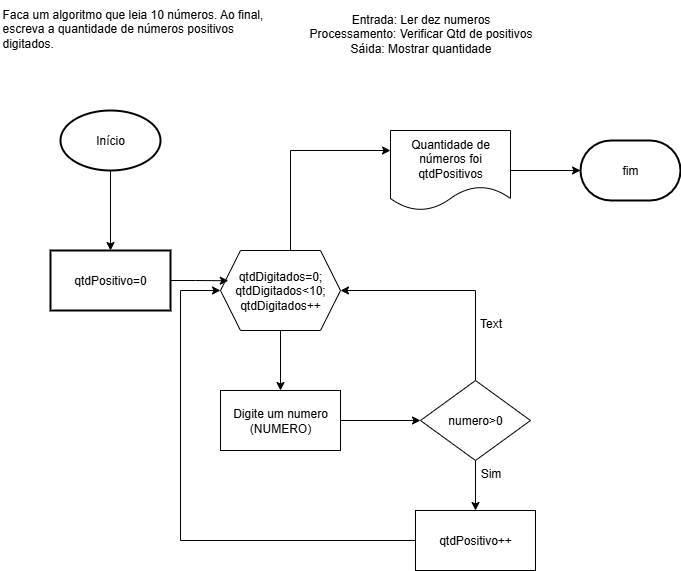 Faca um algoritmo que leia 10 números. Ao final,
escreva a quantidade de números positivos
digitados.
Entrada: Ler dez numeros
Processamento: Verificar Qtd de positivos
Sáida: Mostrar quantidade
Início
Quantidade de
números foi
qtdPositivos
fim
qtdPositivo=0
qtdDigitados=0;
qtdDigitados<10;
qtdDigitados++
Text
Digite um numero
(NUMERO)
numero>0
Sim
qtdPositivo++